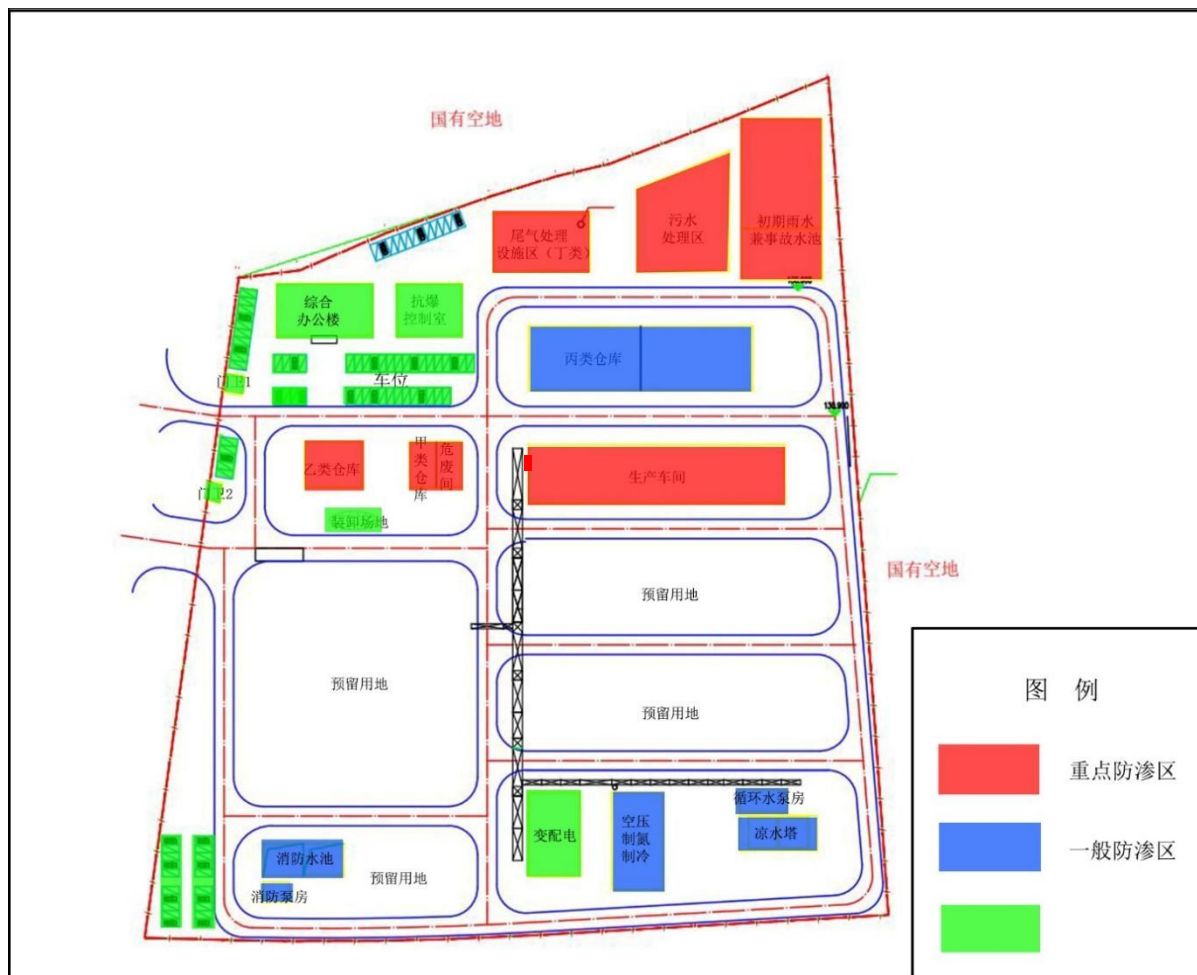 国有空地
尾气处理
设施区（丁类）
污水
处理区
初期雨水
兼事故水池
综合
办公楼
抗爆
控制室
丙类仓库
门卫1
车位
130.900
乙类仓库
甲类仓库
危废间
生产车间
门卫2
装卸场地
国有空地
预留用地
预留用地
预留用地
图 例
重点防渗区
一般防渗区
循环水泵房
变配电
空压
制氮
制冷
凉水塔
消防水池
预留用地
消防泵房